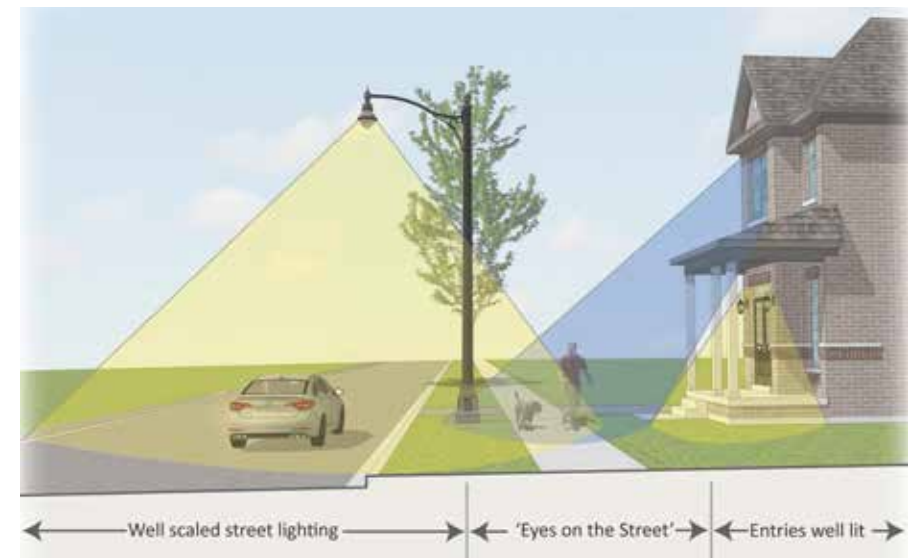 Well scaled street lighting
'Eyes on the Street'
Entries well lit